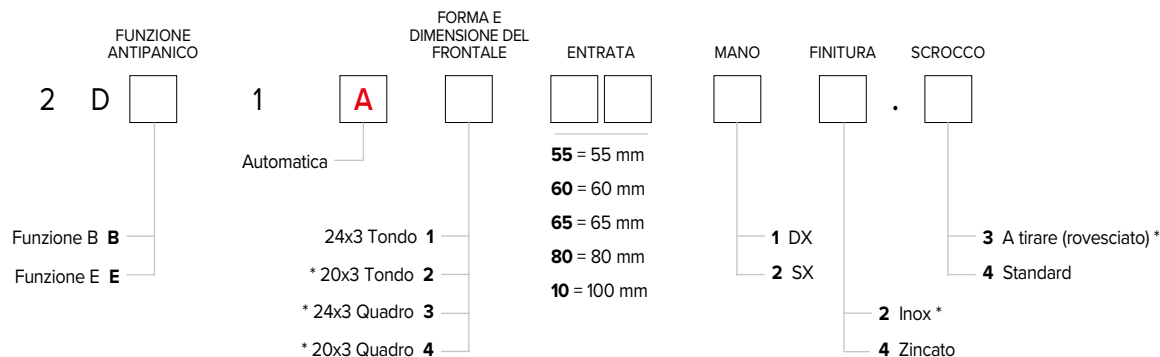 FUNZIONE
ANTIPANICO
FORMA E
DIMENSIONE DEL
FRONTALE
ENTRATA
MANO
FINITURA
SCROCCO
2 D 1 A .
Automatica
55 = 55 mm
60 = 60 mm
65 = 65 mm
80 = 80 mm
10 = 100 mm
Funzione B B
Funzione E E
24x3 Tondo 1
* 20x3 Tondo 2
* 24x3 Quadro 3
* 20x3 Quadro 4
1 DX
2 SX
2 Inox *
4 Zincato
3 A tirare (rovesciato) *
4 Standard